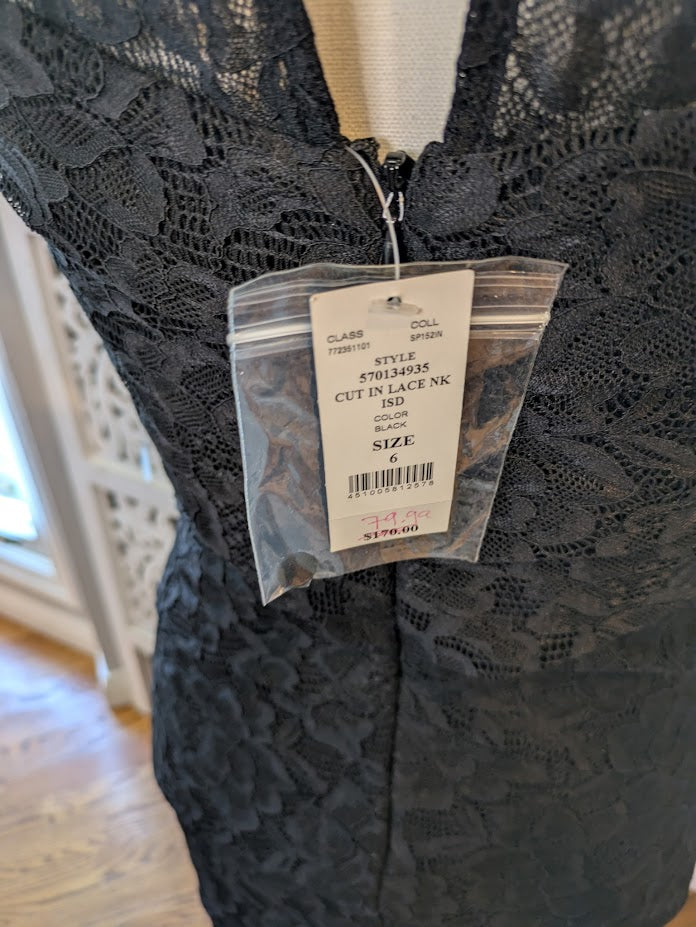 CLASS COLL
772351101 SP152IN
STYLE
570134935
CUT IN LACE NK
ISD
COLOR
BLACK
SIZE
6
451005812578
79.99
$170.00